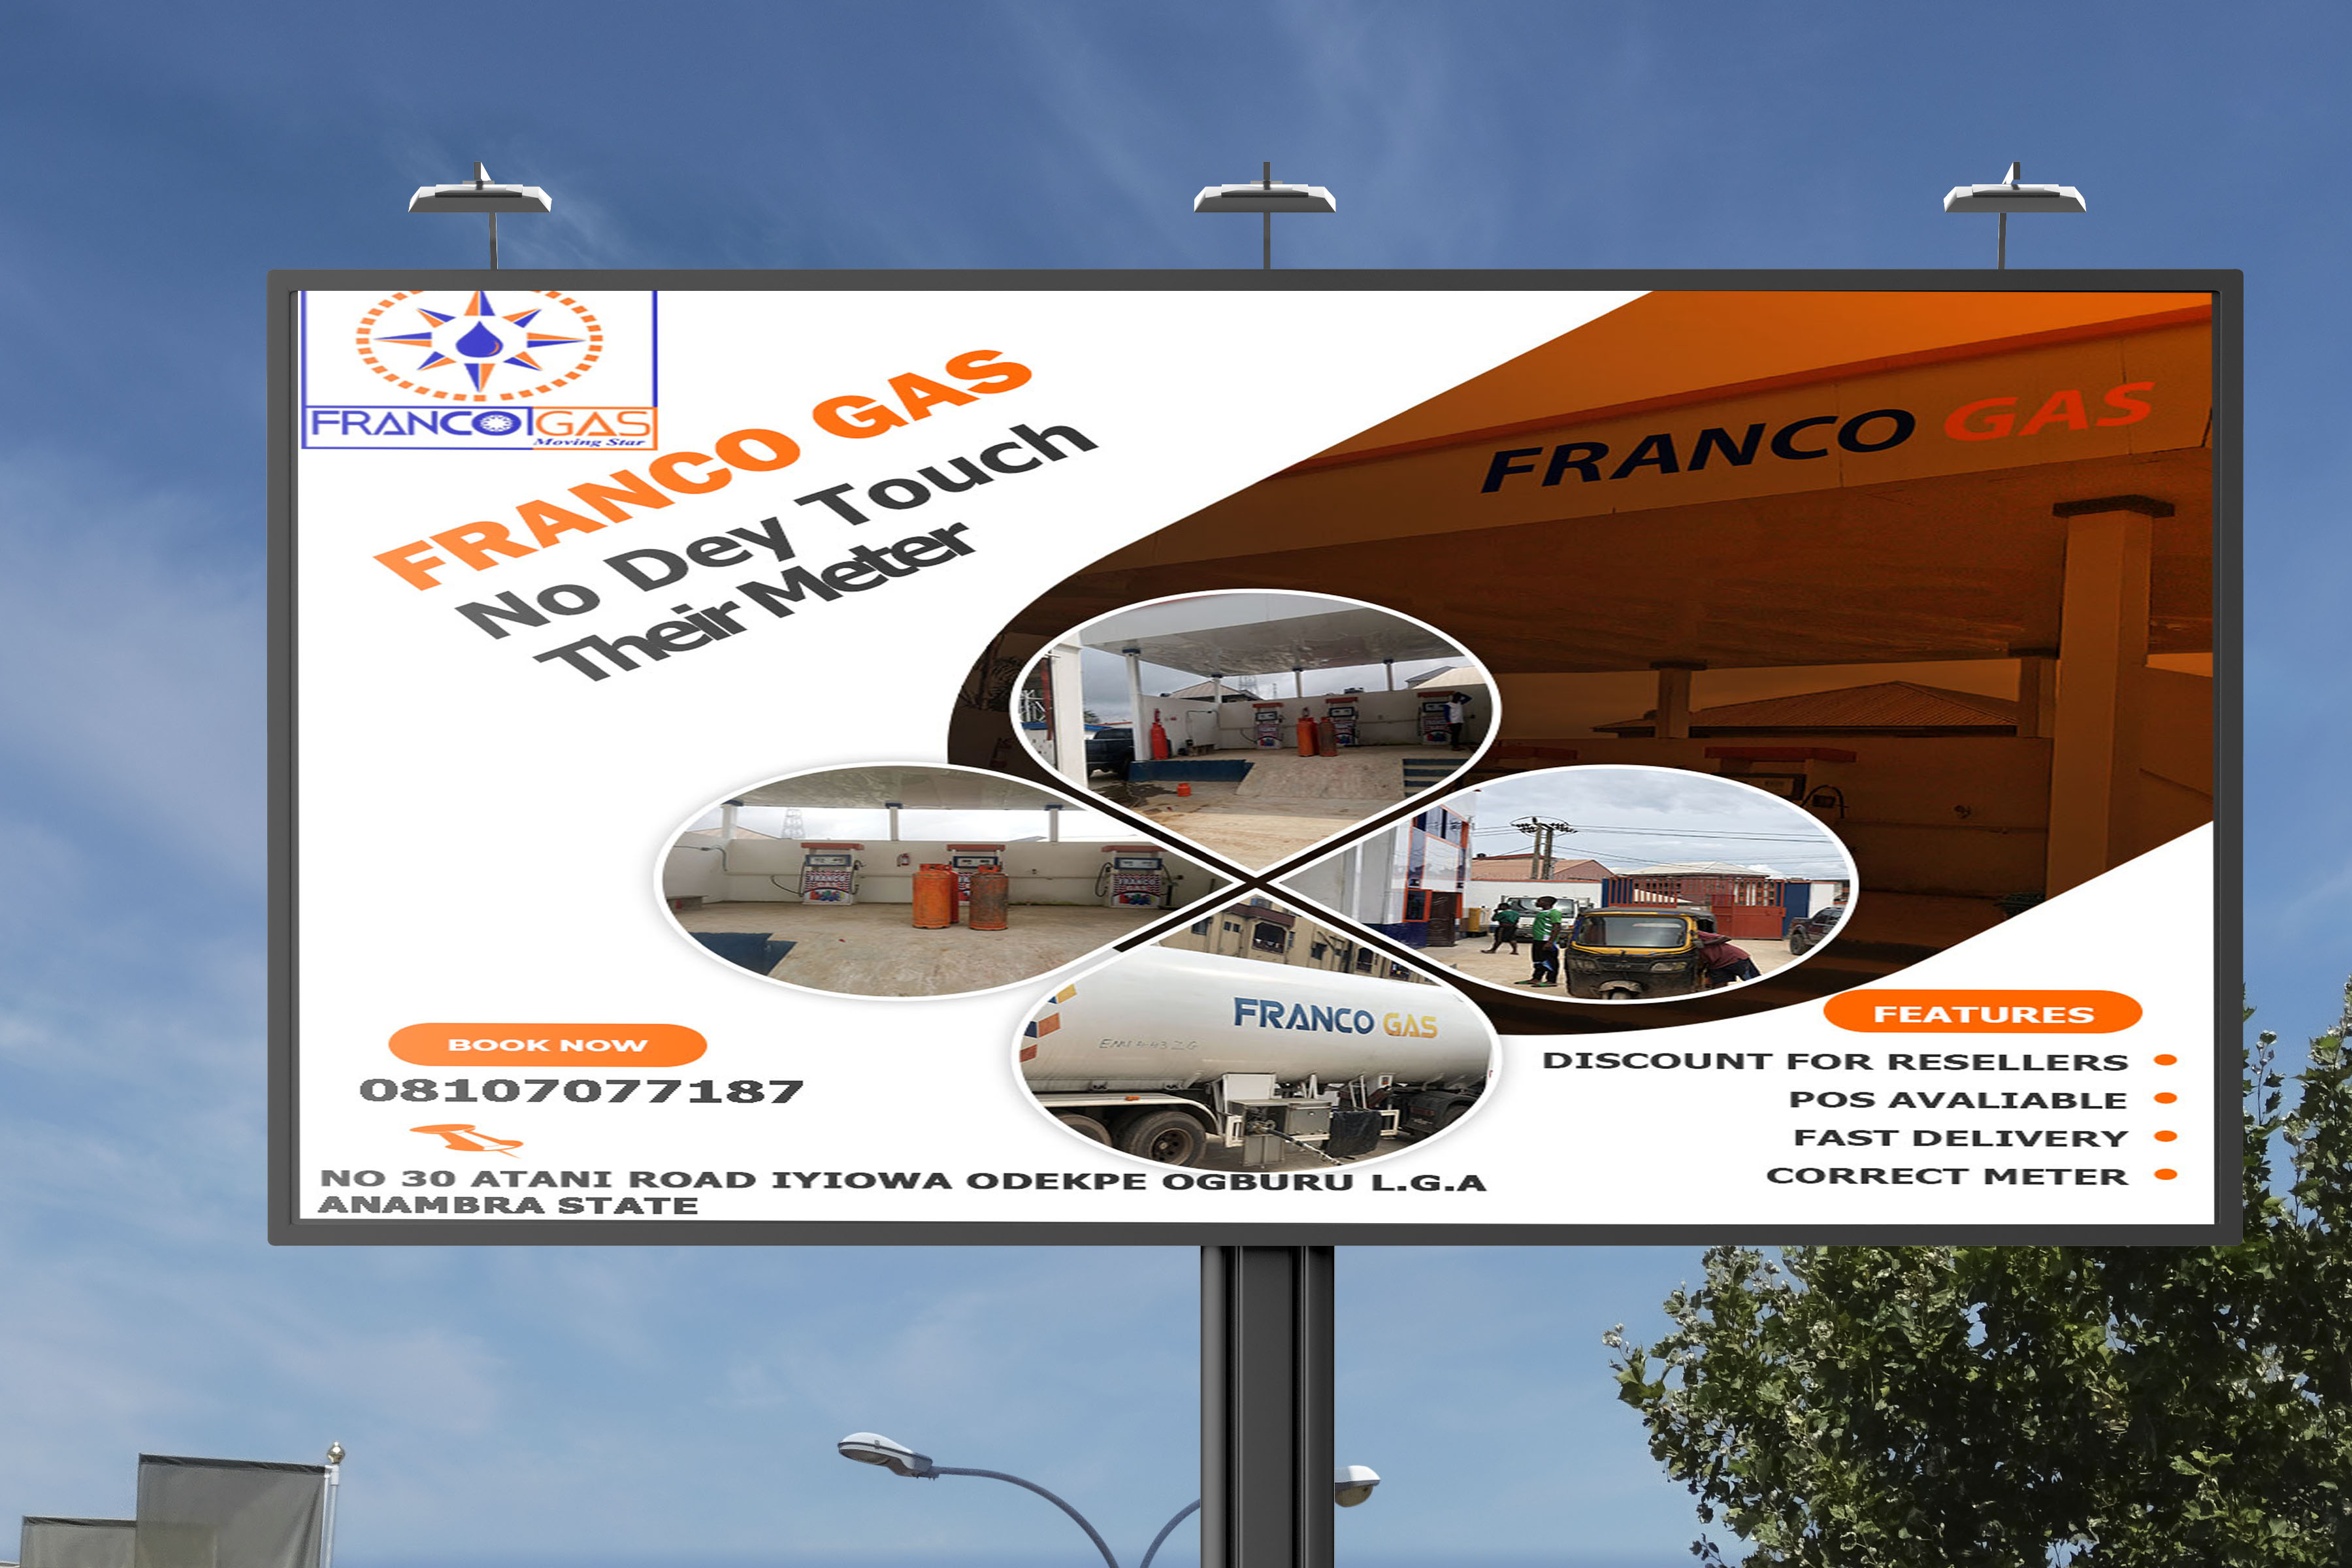 FRANCO GAS
Moving Star
FRANCO GAS
No Dey Touch
Their Meter
FRANCO GAS
FRANCO GAS
BOOK NOW
08107077187
NO 30 ATANI ROAD IYIOWA ODEKPE OGBURU L.G.A
ANAMBRA STATE
FEATURES
DISCOUNT FOR RESELLERS
POS AVALIABLE
FAST DELIVERY
CORRECT METER